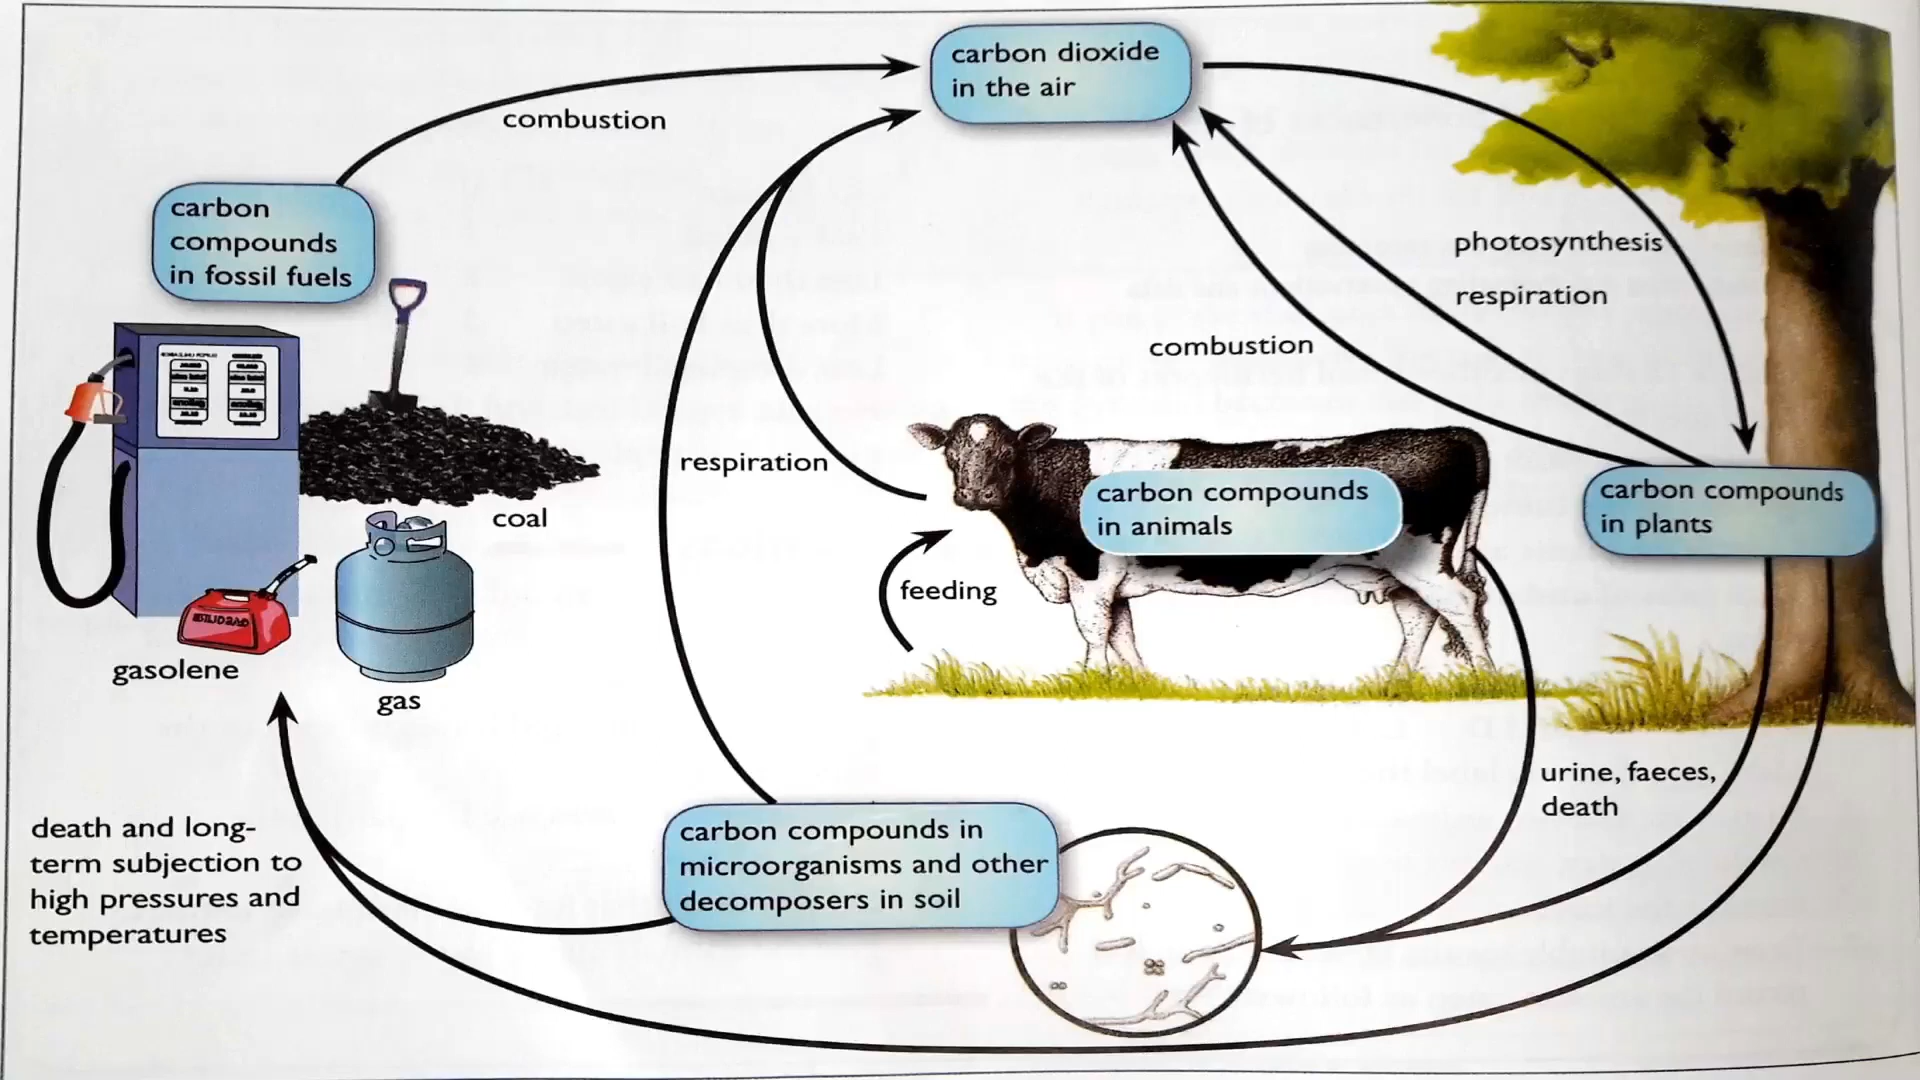 carbon dioxide
in the air
combustion
carbon
compounds
in fossil fuels
photosynthesis
respiration
combustion
respiration
carbon compounds
in animals
carbon compounds
in plants
coal
feeding
gasolene
gas
urine, faeces,
death
death and long-
term subjection to
high pressures and
temperatures
carbon compounds in
microorganisms and other
decomposers in soil